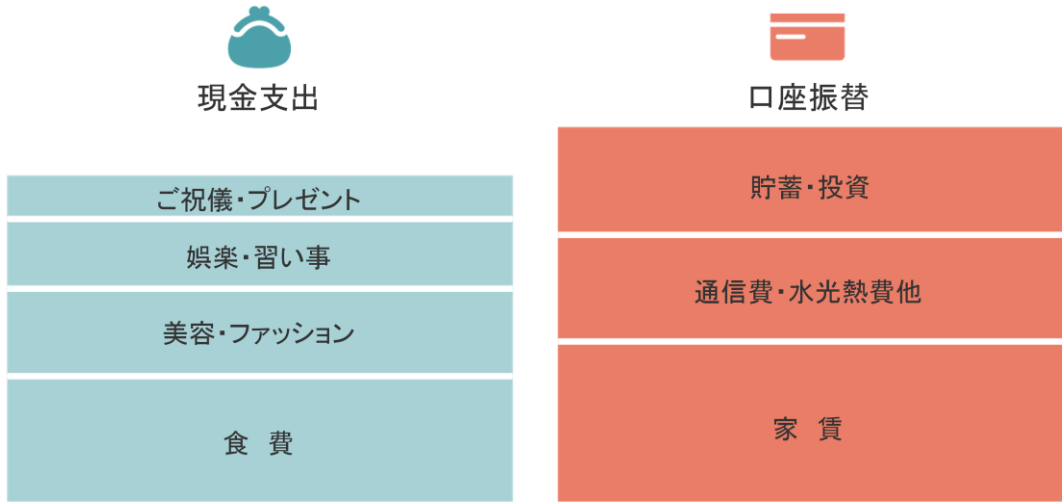 現金支出
ご祝儀・プレゼント
娯楽・習い事
美容・ファッション
食 費
口座振替
貯蓄・投資
通信費・水光熱費他
家 賃